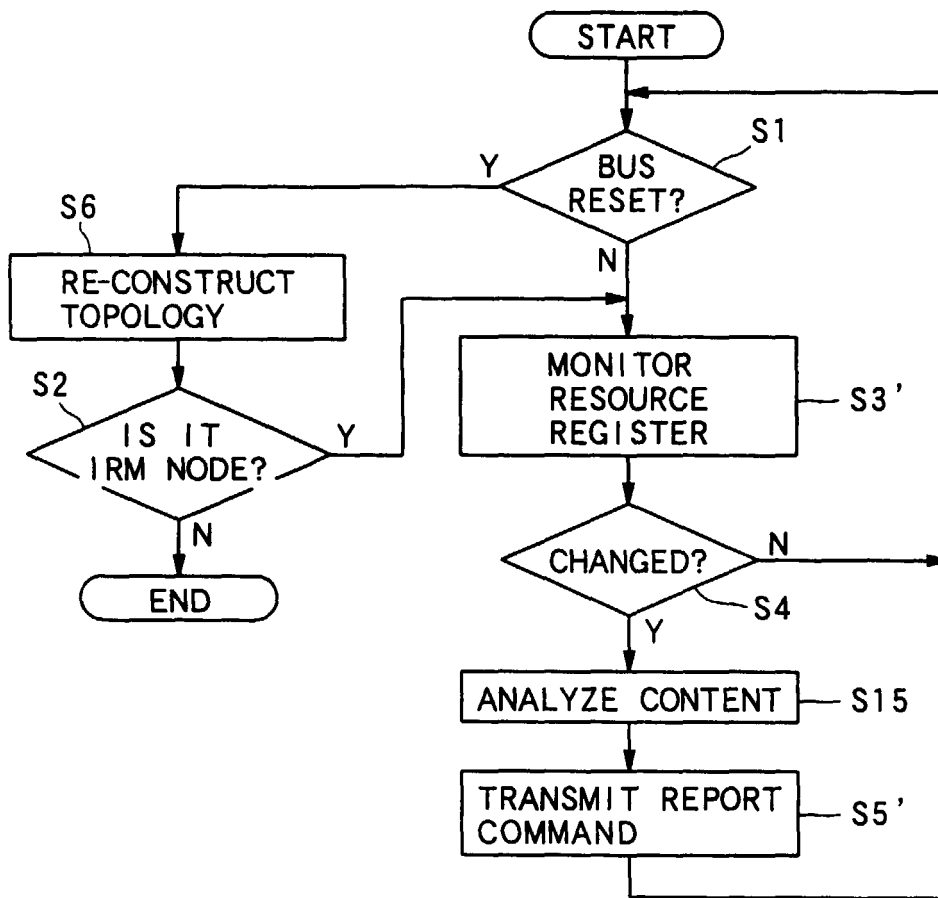 START
S1
BUS
RESET?
Y
N
S6
RE-CONSTRUCT
TOPOLOGY
S2
IS IT
IRM NODE?
Y
N
END
MONITOR
RESOURCE
REGISTER
S3'
CHANGED?
N
S4
Y
ANALYZE CONTENT
S15
TRANSMIT REPORT
COMMAND
S5'